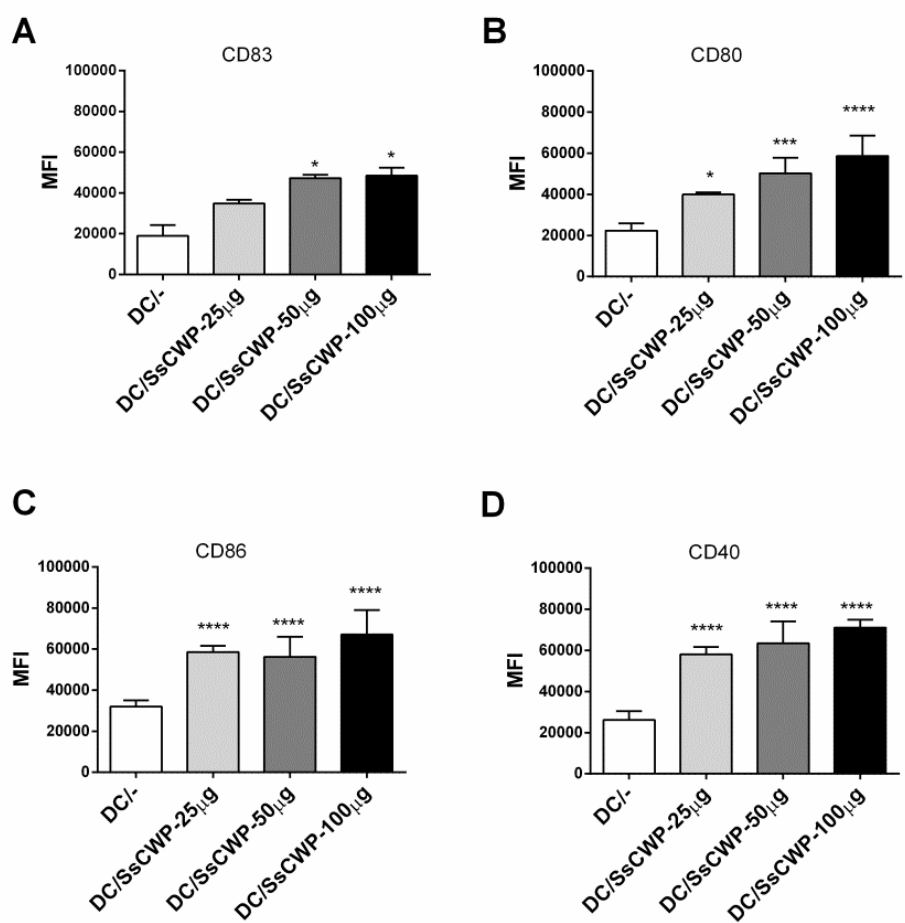 A
CD83
MFI
100000
80000
60000
40000
20000
0
*
*
DC/-
DC/SsCWP-25μg
DC/SsCWP-50μg
DC/SsCWP-100μg
B
CD80
MFI
100000
80000
60000
40000
20000
0
*
***
****
DC/-
DC/SsCWP-25μg
DC/SsCWP-50μg
DC/SsCWP-100μg
C
CD86
MFI
100000
80000
60000
40000
20000
0
****
****
****
DC/-
DC/SsCWP-25μg
DC/SsCWP-50μg
DC/SsCWP-100μg
D
CD40
MFI
100000
80000
60000
40000
20000
0
****
****
****
DC/-
DC/SsCWP-25μg
DC/SsCWP-50μg
DC/SsCWP-100μg